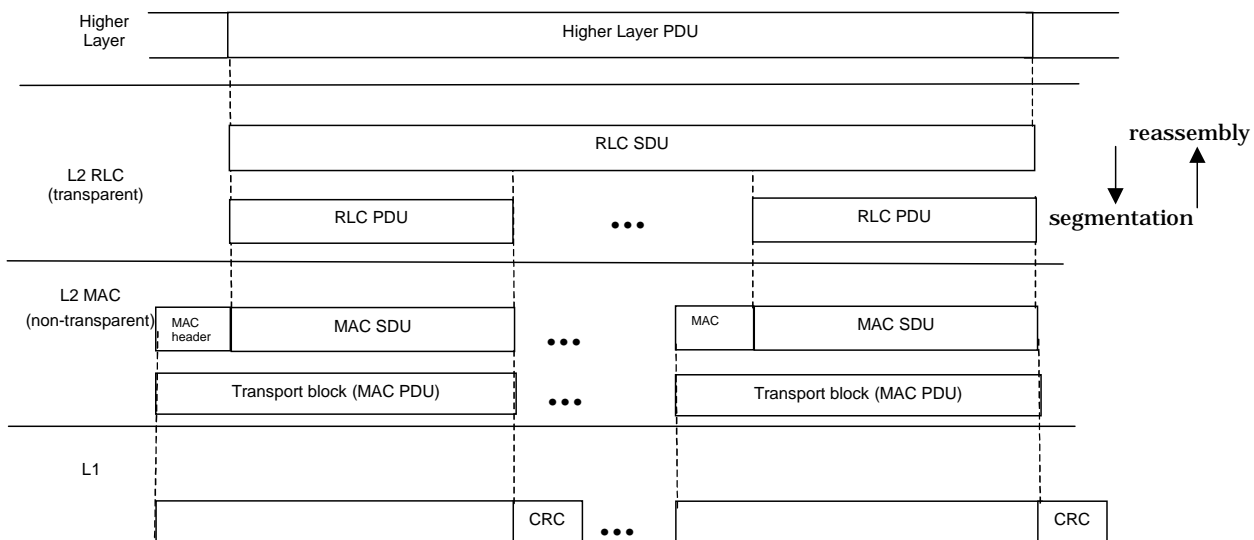 Higher
Layer
Higher Layer PDU
RLC SDU
reassembly
L2 RLC
(transparent)
RLC PDU
•••
RLC PDU
segmentation
L2 MAC
(non-transparent)
MAC
header
MAC SDU
•••
MAC
MAC SDU
Transport block (MAC PDU)
•••
Transport block (MAC PDU)
L1
CRC
•••
CRC